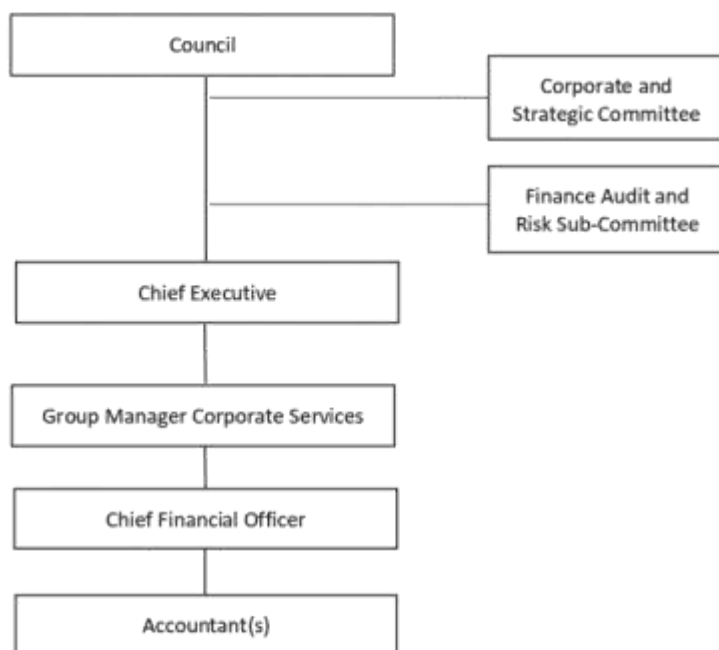 Council
Corporate and
Strategic Committee
Finance Audit and
Risk Sub-Committee
Chief Executive
Group Manager Corporate Services
Chief Financial Officer
Accountant(s)